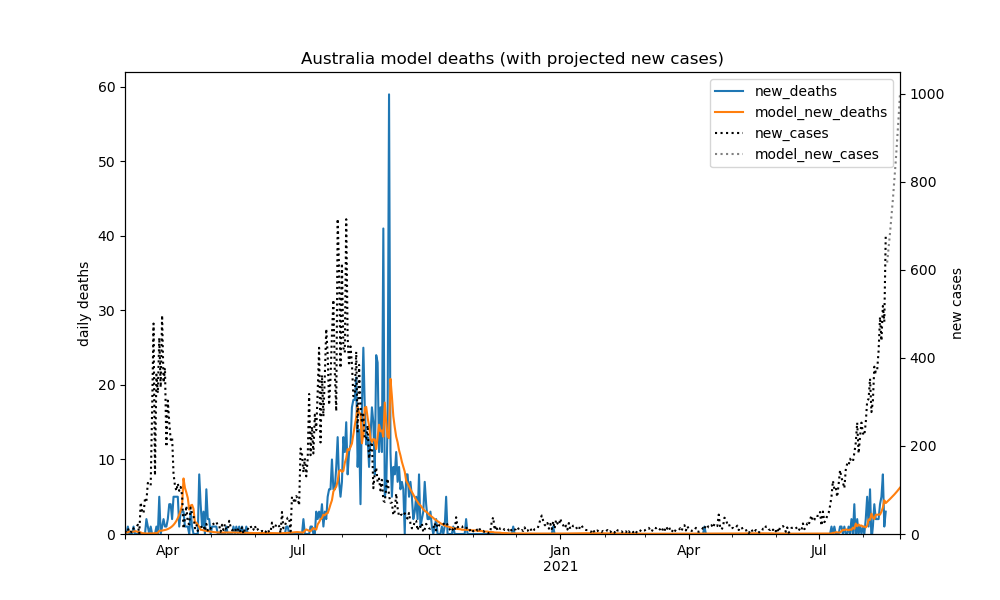 Australia model deaths (with projected new cases)
new_deaths
model_new_deaths
new_cases
model_new_cases
daily deaths
60
50
40
30
20
10
0
new cases
1000
800
600
400
200
0
Apr
Jul
Oct
Jan
2021
Apr
Jul